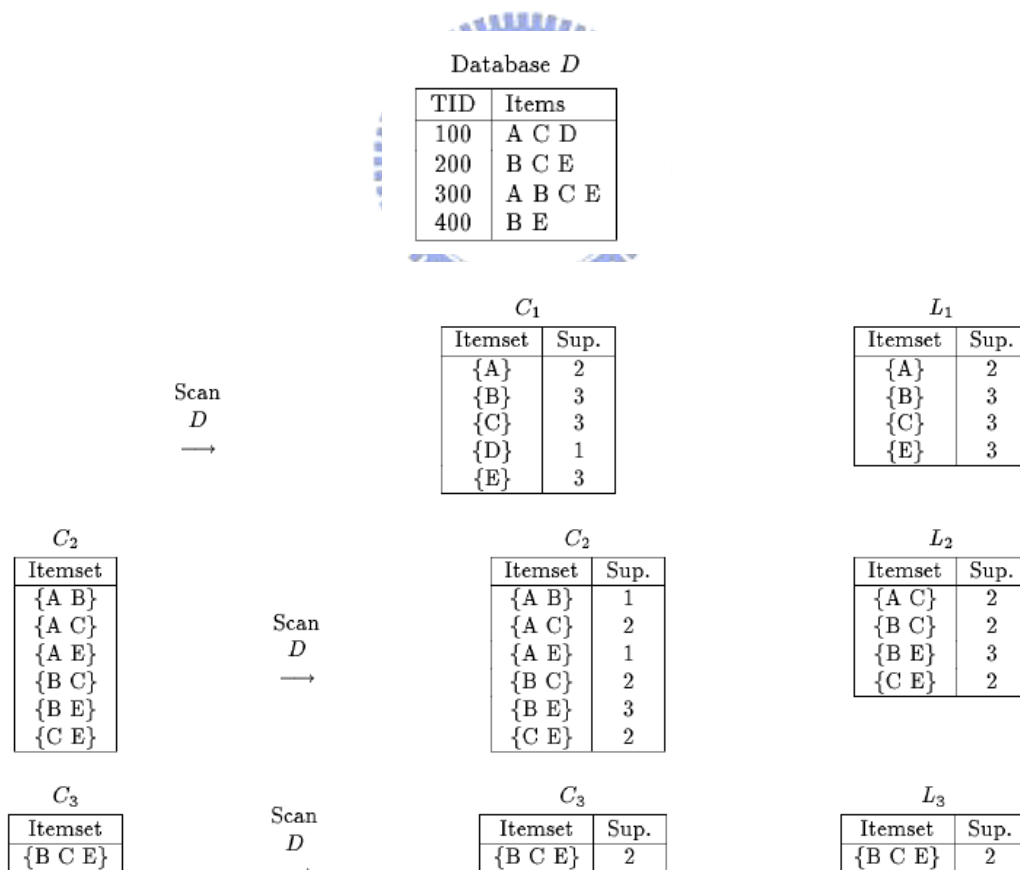 Database D
TID Items
100 A C D
200 B C E
300 A B C E
400 B E
C1
Itemset Sup.
{A} 2
{B} 3
{C} 3
{D} 1
{E} 3
L1
Itemset Sup.
{A} 2
{B} 3
{C} 3
{E} 3
Scan
D
→
C2
Itemset
{A B}
{A C}
{A E}
{B C}
{B E}
{C E}
Scan
D
→
C2
Itemset Sup.
{A B} 1
{A C} 2
{A E} 1
{B C} 2
{B E} 3
{C E} 2
L2
Itemset Sup.
{A C} 2
{B C} 2
{B E} 3
{C E} 2
C3
Itemset
{B C E}
Scan
D
→
C3
Itemset Sup.
{B C E} 2
L3
Itemset Sup.
{B C E} 2